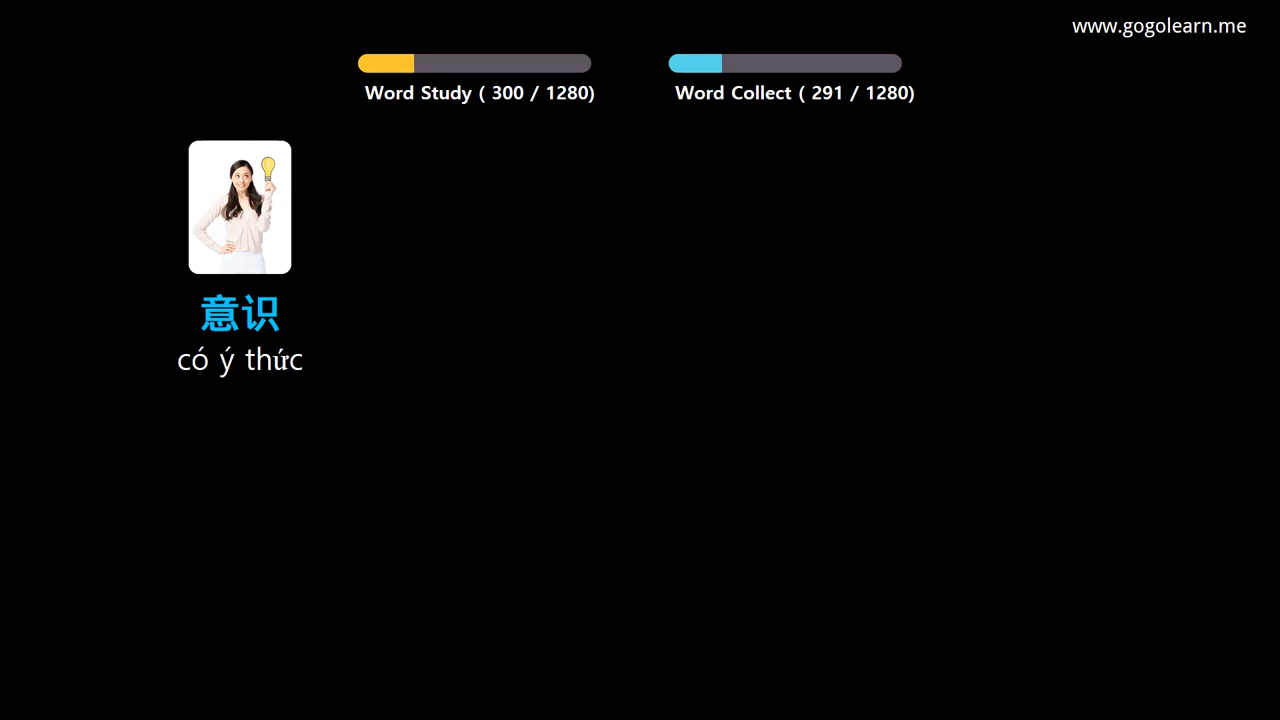 www.gogolearn.me
Word Study ( 300 / 1280)
Word Collect ( 291 / 1280)
意识
có ý thức